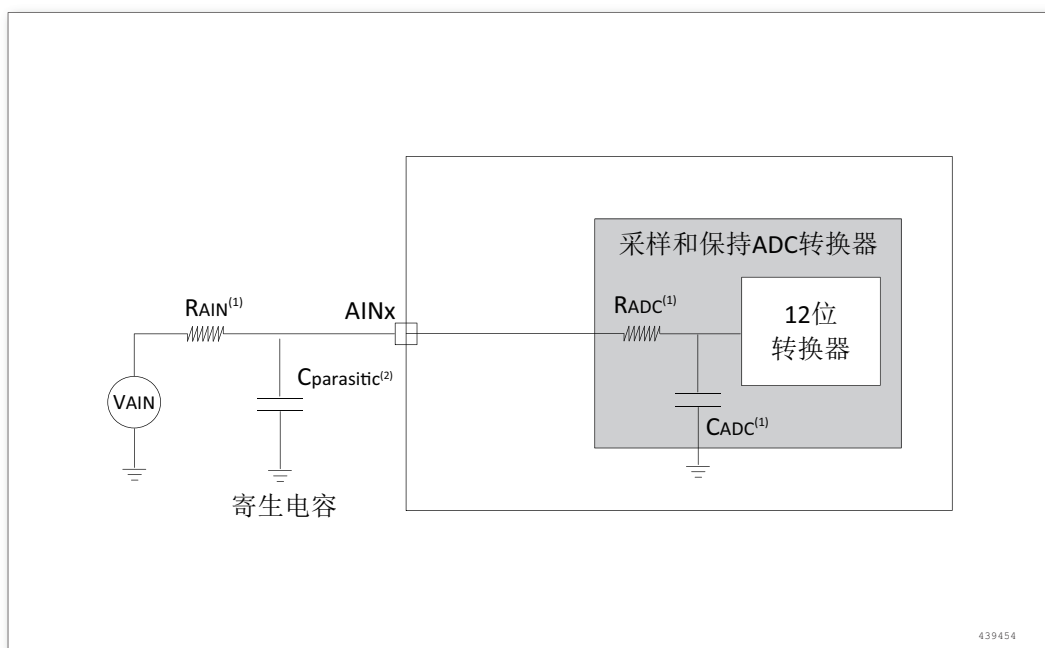 采样和保持ADC转换器
RAIN(1)
AINx
RADC(1)
12位
转换器
Cparasitic(2)
VAIN
CADC(1)
寄生电容
439454